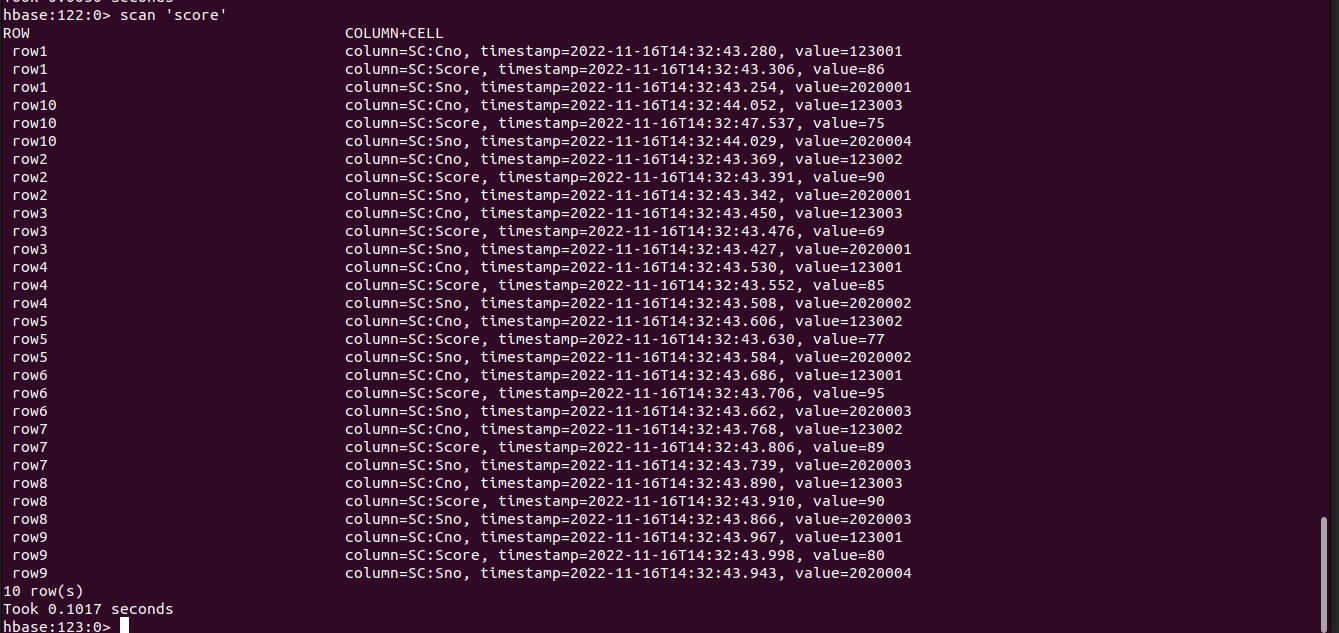 hbase:122:0> scan 'score'
ROW COLUMN+CELL
row1 column=SC:Cno, timestamp=2022-11-16T14:32:43.280, value=123001
row1 column=SC:Score, timestamp=2022-11-16T14:32:43.306, value=86
row1 column=SC:Sno, timestamp=2022-11-16T14:32:43.254, value=2020001
row10 column=SC:Cno, timestamp=2022-11-16T14:32:44.052, value=123003
row10 column=SC:Score, timestamp=2022-11-16T14:32:47.537, value=75
row10 column=SC:Sno, timestamp=2022-11-16T14:32:44.029, value=2020004
row2 column=SC:Cno, timestamp=2022-11-16T14:32:43.369, value=123002
row2 column=SC:Score, timestamp=2022-11-16T14:32:43.391, value=90
row2 column=SC:Sno, timestamp=2022-11-16T14:32:43.342, value=2020001
row3 column=SC:Cno, timestamp=2022-11-16T14:32:43.450, value=123003
row3 column=SC:Score, timestamp=2022-11-16T14:32:43.476, value=69
row3 column=SC:Sno, timestamp=2022-11-16T14:32:43.427, value=2020001
row4 column=SC:Cno, timestamp=2022-11-16T14:32:43.530, value=123001
row4 column=SC:Score, timestamp=2022-11-16T14:32:43.552, value=85
row4 column=SC:Sno, timestamp=2022-11-16T14:32:43.508, value=2020002
row5 column=SC:Cno, timestamp=2022-11-16T14:32:43.606, value=123002
row5 column=SC:Score, timestamp=2022-11-16T14:32:43.630, value=77
row5 column=SC:Sno, timestamp=2022-11-16T14:32:43.584, value=2020002
row6 column=SC:Cno, timestamp=2022-11-16T14:32:43.686, value=123001
row6 column=SC:Score, timestamp=2022-11-16T14:32:43.706, value=95
row6 column=SC:Sno, timestamp=2022-11-16T14:32:43.662, value=2020003
row7 column=SC:Cno, timestamp=2022-11-16T14:32:43.768, value=123002
row7 column=SC:Score, timestamp=2022-11-16T14:32:43.806, value=89
row7 column=SC:Sno, timestamp=2022-11-16T14:32:43.739, value=2020003
row8 column=SC:Cno, timestamp=2022-11-16T14:32:43.890, value=123003
row8 column=SC:Score, timestamp=2022-11-16T14:32:43.910, value=90
row8 column=SC:Sno, timestamp=2022-11-16T14:32:43.866, value=2020003
row9 column=SC:Cno, timestamp=2022-11-16T14:32:43.967, value=123001
row9 column=SC:Score, timestamp=2022-11-16T14:32:43.998, value=80
row9 column=SC:Sno, timestamp=2022-11-16T14:32:43.943, value=2020004
10 row(s)
Took 0.1017 seconds
hbase:123:0>